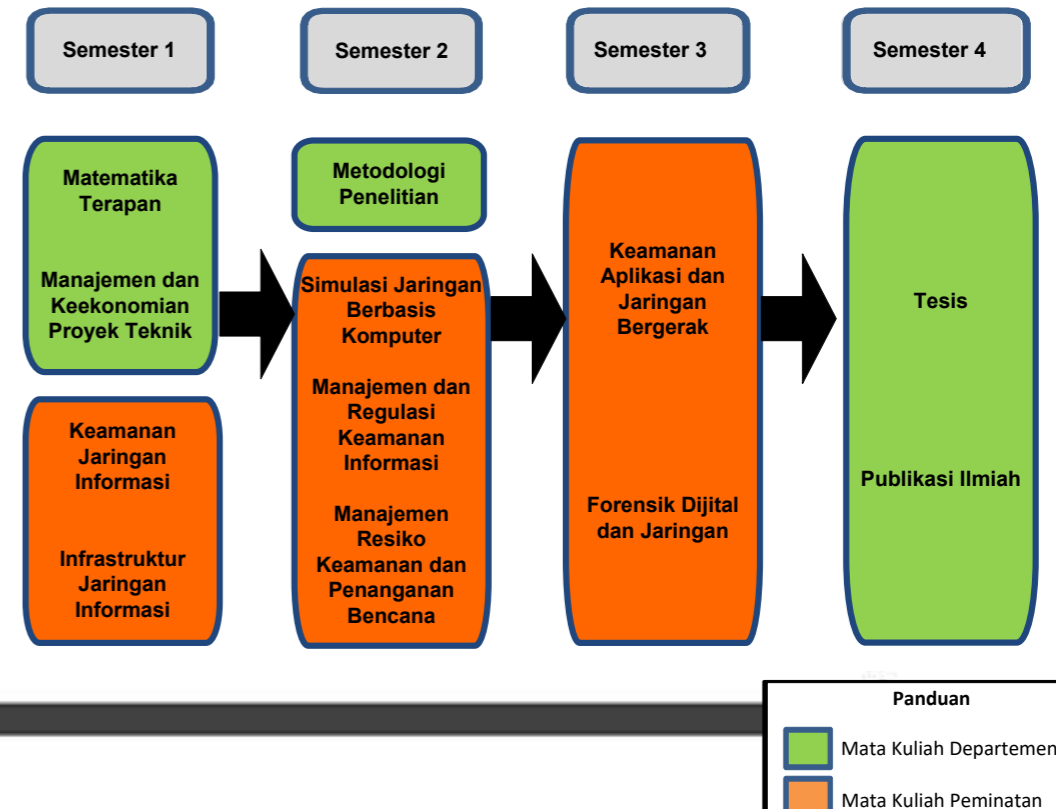 Semester 1
Semester 2
Semester 3
Semester 4
Matematika
Terapan
Manajemen dan
Keekonomian
Proyek Teknik
Keamanan
Jaringan
Informasi
Infrastruktur
Jaringan
Informasi
Metodologi
Penelitian
Simulasi Jaringan
Berbasis
Komputer
Manajemen dan
Regulasi
Keamanan
Informasi
Manajemen
Resiko
Keamanan dan
Penanganan
Bencana
Keamanan
Aplikasi dan
Jaringan
Bergerak
Forensik Dijital
dan Jaringan
Tesis
Publikasi Ilmiah
Panduan
Mata Kuliah Departemen
Mata Kuliah Peminatan